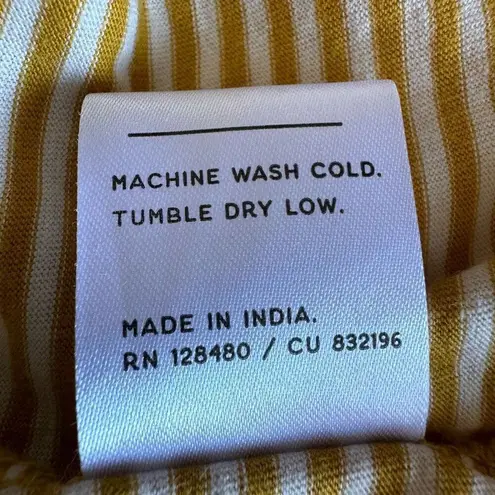 MACHINE WASH COLD.
TUMBLE DRY LOW.
MADE IN INDIA.
RN 128480 / CU 832196